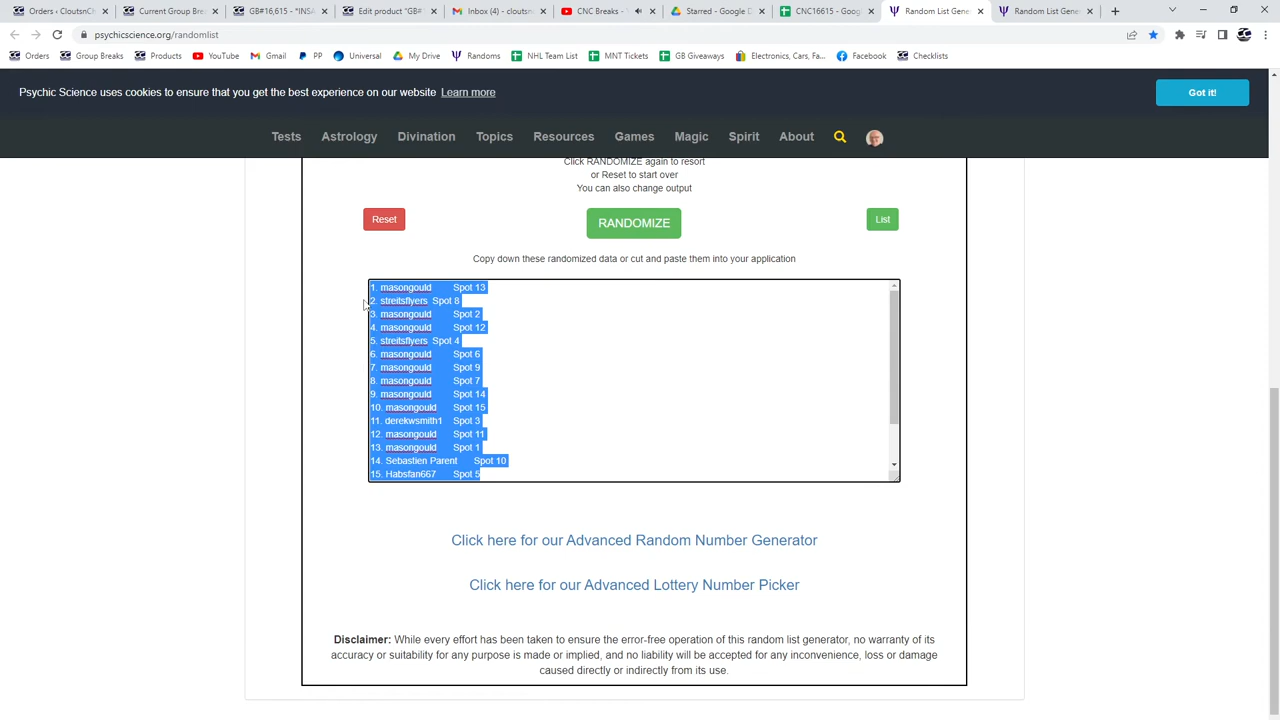 Orders ‹ CloutsnCh
Current Group Break
GB#16,615 - *INSA
Edit product "GB#
Inbox (4) - cloutsn
CNC Breaks -
Starred - Google D
CNC16615 - Goog
Random List Gene
Random List Gene
psychicscience.org/randomlist
Orders Group Breaks Products YouTube Gmail PP Universal My Drive Randoms NHL Team List MNT Tickets GB Giveaways Electronics, Cars, Fa... Facebook Checklists
Psychic Science uses cookies to ensure that you get the best experience on our website Learn more
Got it!
Tests Astrology Divination Topics Resources Games Magic Spirit About
Click RANDOMIZE again to resort
or Reset to start over
You can also change output
Reset RANDOMIZE List
Copy down these randomized data or cut and paste them into your application
1. masongould Spot 13
2. streitsflyers Spot 8
3. masongould Spot 2
4. masongould Spot 12
5. streitsflyers Spot 4
6. masongould Spot 6
7. masongould Spot 9
8. masongould Spot 7
9. masongould Spot 14
10. masongould Spot 15
11. derekwsmith1 Spot 3
12. masongould Spot 11
13. masongould Spot 1
14. Sebastien Parent Spot 10
15. Habsfan667 Spot 5
Click here for our Advanced Random Number Generator
Click here for our Advanced Lottery Number Picker
Disclaimer: While every effort has been taken to ensure the error-free operation of this random list generator, no warranty of its
accuracy or suitability for any purpose is made or implied, and no liability will be accepted for any inconvenience, loss or damage
caused directly or indirectly from its use.